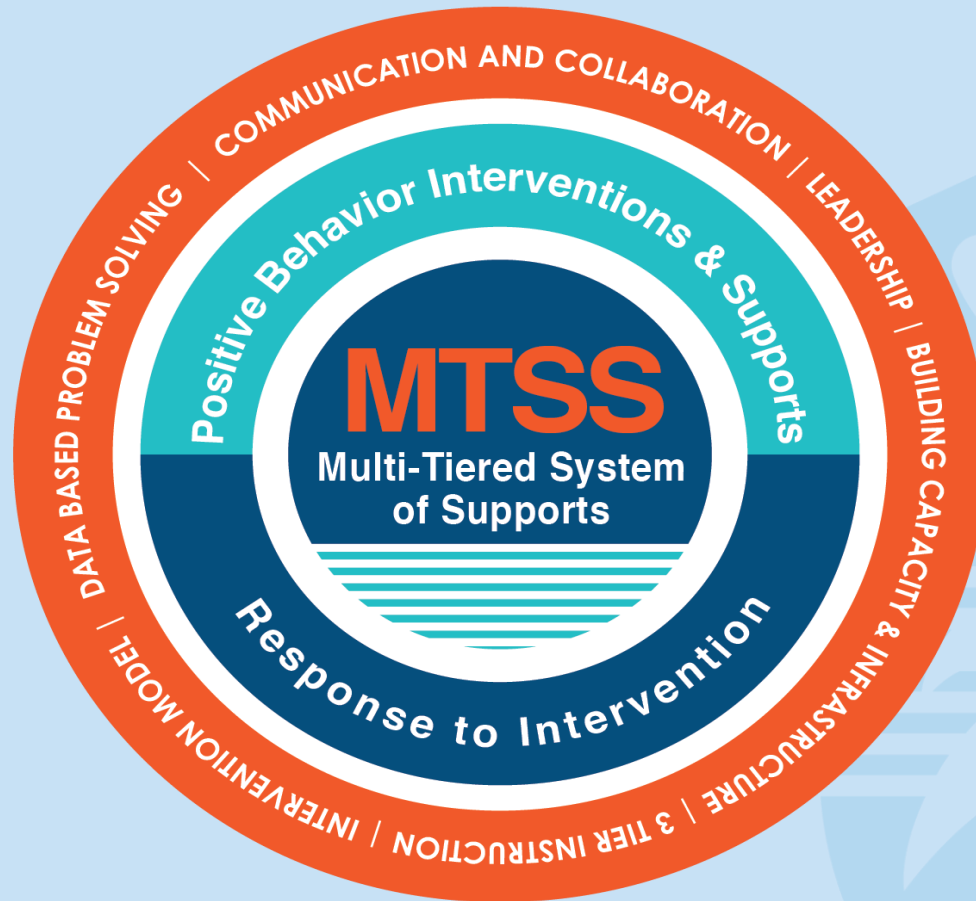 COMMUNICATION AND COLLABORATION | LEADERSHIP | BUILDING CAPACITY & INFRASTRUCTURE | 3 TIER INSTRUCTION | INTERVENTION MODEL | DATA BASED PROBLEM SOLVING |
Positive Behavior Interventions & Supports
MTSS
Multi-Tiered System
of Supports
Response to Intervention